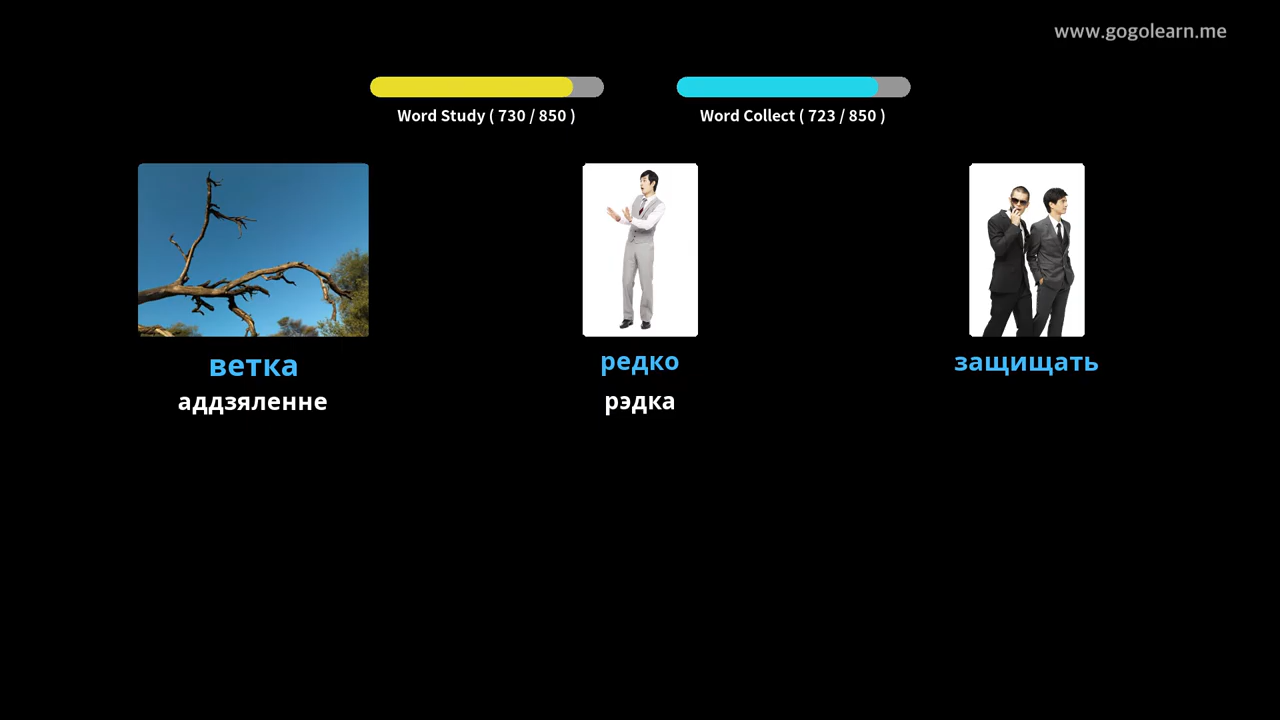 www.gogolearn.me
Word Study ( 730 / 850 )
Word Collect ( 723 / 850 )
ветка
аддзяленне
редко
рэдка
защищать